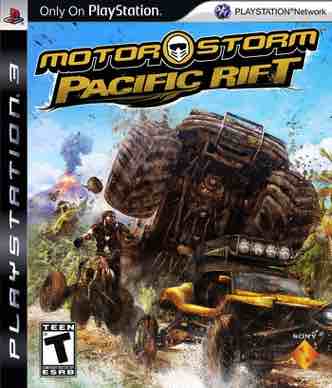 Only On PlayStation.
PLAYSTATION®Network
PLAYSTATION 3
MOTORSTORM
PACIFIC RIFT
TEEN
T
ESRB
SONY